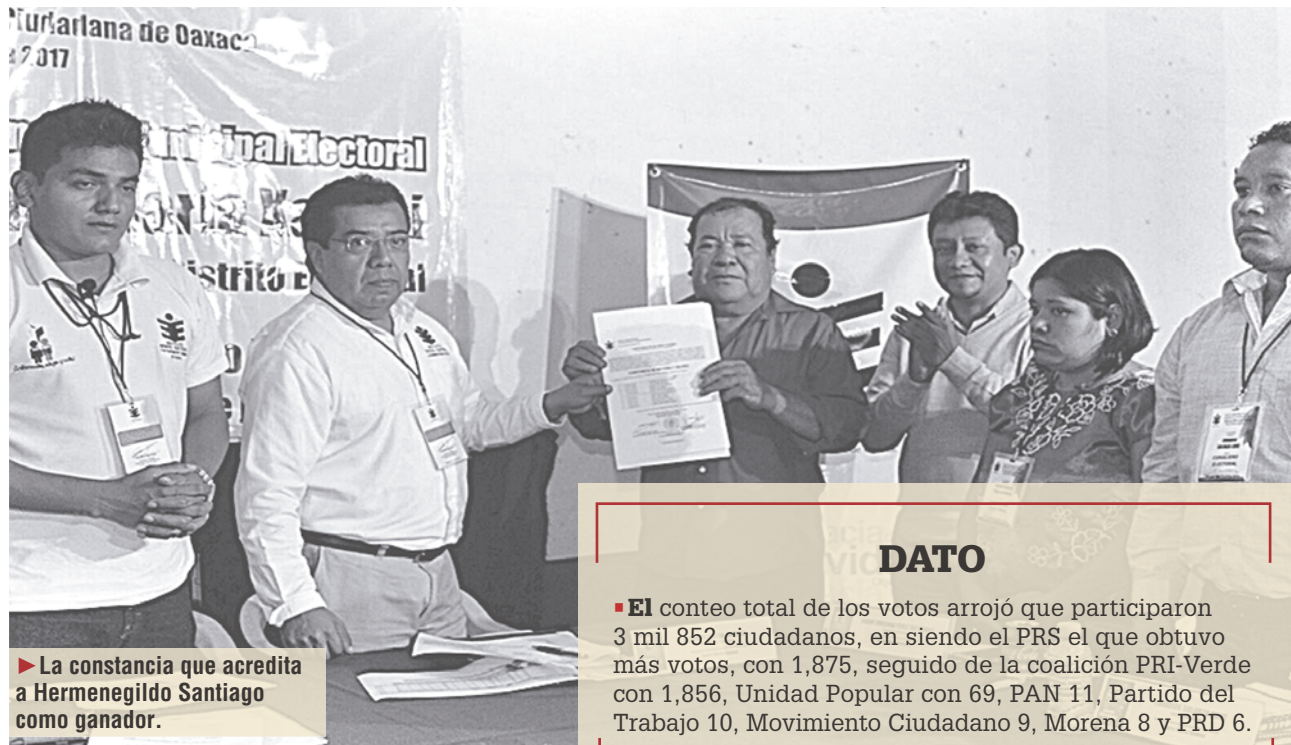 Ciudadana de Oaxaca
2017
Municipal Electoral
►La constancia que acredita
a Hermenegildo Santiago
como ganador.
DATO
▪El conteo total de los votos arrojó que participaron
3 mil 852 ciudadanos, en siendo el PRS el que obtuvo
más votos, con 1,875, seguido de la coalición PRI-Verde
con 1,856, Unidad Popular con 69, PAN 11, Partido del
Trabajo 10, Movimiento Ciudadano 9, Morena 8 y PRD 6.